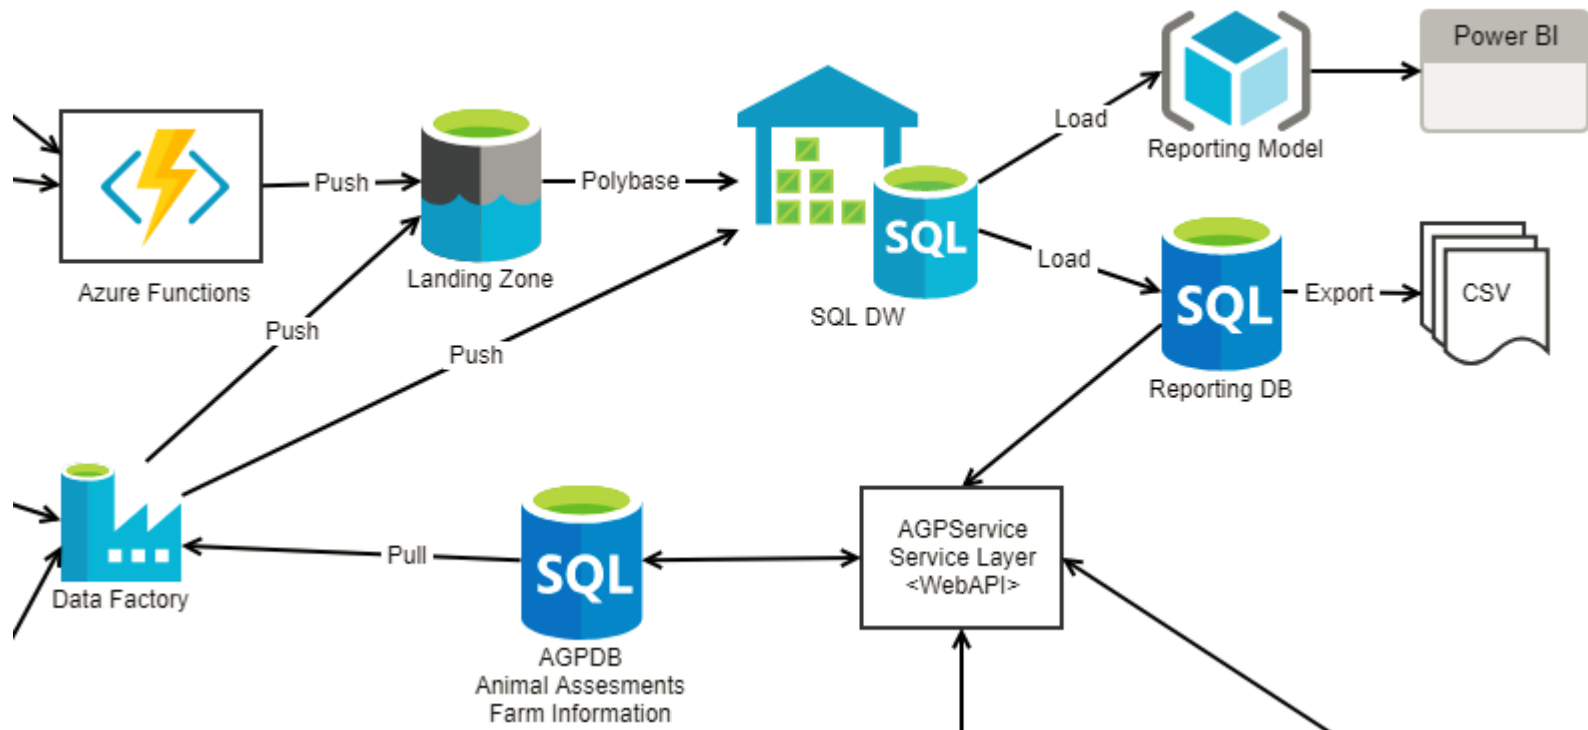 Power BI
Load
Reporting Model
Push
Polybase
SQL
Landing Zone
Azure Functions
SQL DW
Load
SQL
Export
CSV
Push
Push
Reporting DB
AGPService
Service Layer
<WebAPI>
Pull
SQL
Data Factory
AGPDB
Animal Assesments
Farm Information